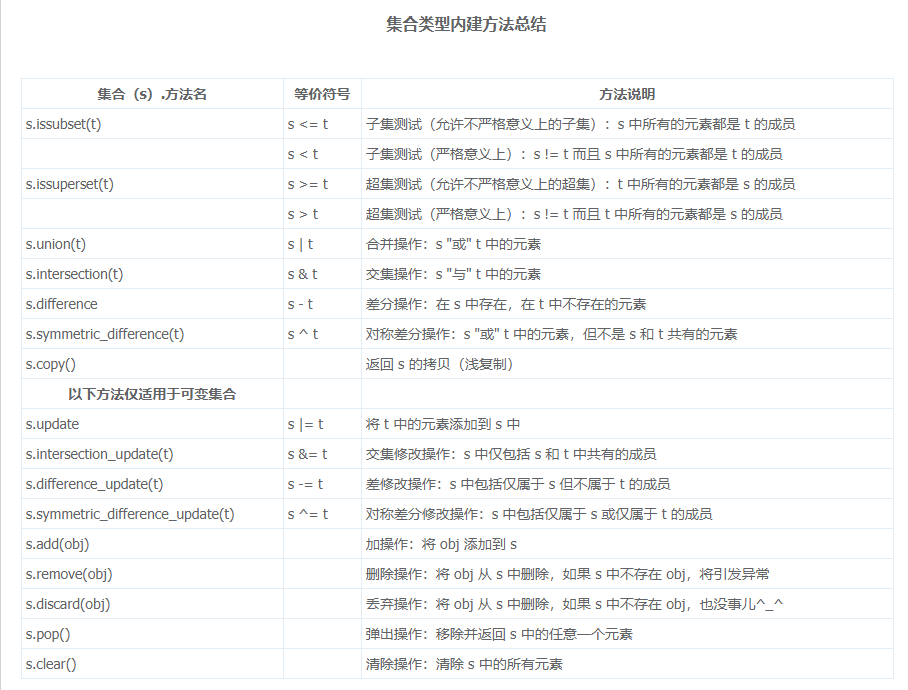 集合类型内建方法总结
集合（s）.方法名 等价符号 方法说明
s.issubset(t) s <= t 子集测试（允许不严格意义上的子集）：s 中所有的元素都是 t 的成员
s < t 子集测试（严格意义上）：s != t 而且 s 中所有的元素都是 t 的成员
s.issuperset(t) s >= t 超集测试（允许不严格意义上的超集）：t 中所有的元素都是 s 的成员
s > t 超集测试（严格意义上）：s != t 而且 t 中所有的元素都是 s 的成员
s.union(t) s | t 合并操作：s "或" t 中的元素
s.intersection(t) s & t 交集操作：s "与" t 中的元素
s.difference s - t 差分操作：在 s 中存在，在 t 中不存在的元素
s.symmetric_difference(t) s ^ t 对称差分操作：s "或" t 中的元素，但不是 s 和 t 共有的元素
s.copy() 返回 s 的拷贝（浅复制）
以下方法仅适用于可变集合
s.update s |= t 将 t 中的元素添加到 s 中
s.intersection_update(t) s &= t 交集修改操作：s 中仅包括 s 和 t 中共有的成员
s.difference_update(t) s -= t 差修改操作：s 中包括仅属于 s 但不属于 t 的成员
s.symmetric_difference_update(t) s ^= t 对称差分修改操作：s 中包括仅属于 s 或仅属于 t 的成员
s.add(obj) 加操作：将 obj 添加到 s
s.remove(obj) 删除操作：将 obj 从 s 中删除，如果 s 中不存在 obj，将引发异常
s.discard(obj) 丢弃操作：将 obj 从 s 中删除，如果 s 中不存在 obj，也没事儿^_^
s.pop() 弹出操作：移除并返回 s 中的任意一个元素
s.clear() 清除操作：清除 s 中的所有元素